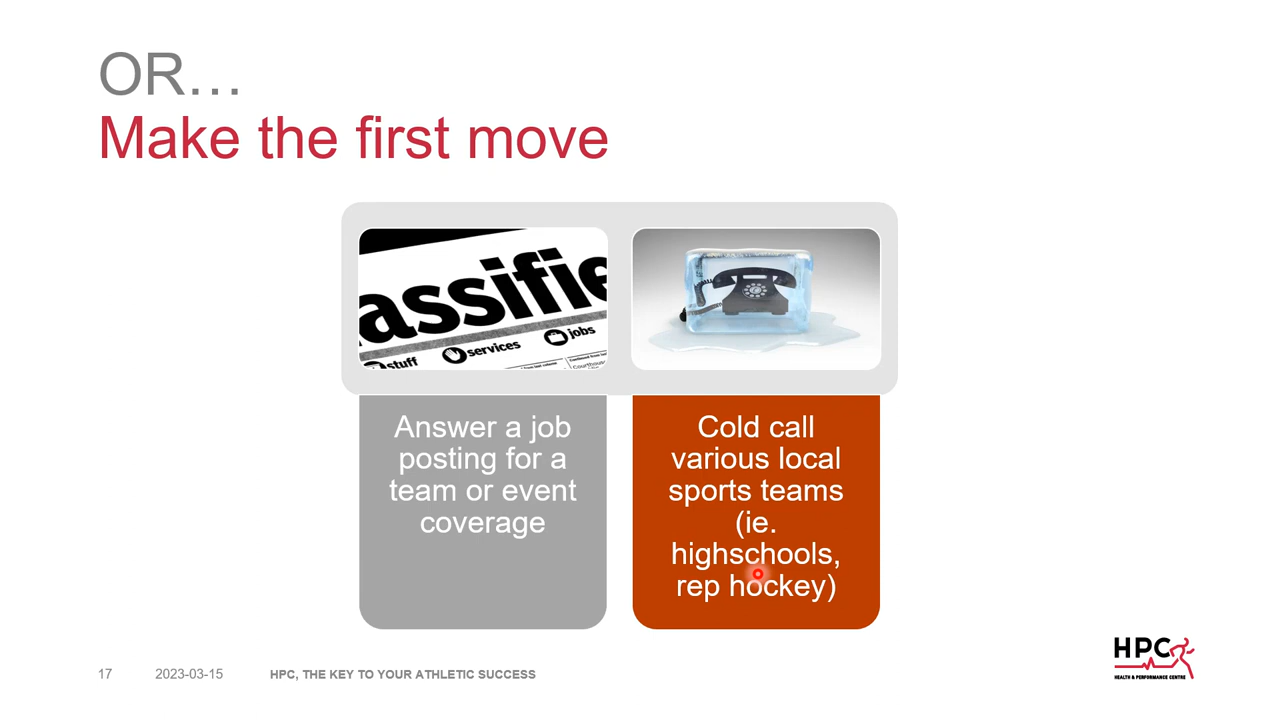 OR…
Make the first move
assifie
stuff
services
jobs
Answer a job
posting for a
team or event
coverage
Cold call
various local
sports teams
(ie.
highschools,
rep hockey)
17
2023-03-15
HPC, THE KEY TO YOUR ATHLETIC SUCCESS
HPC
HEALTH & PERFORMANCE CENTRE